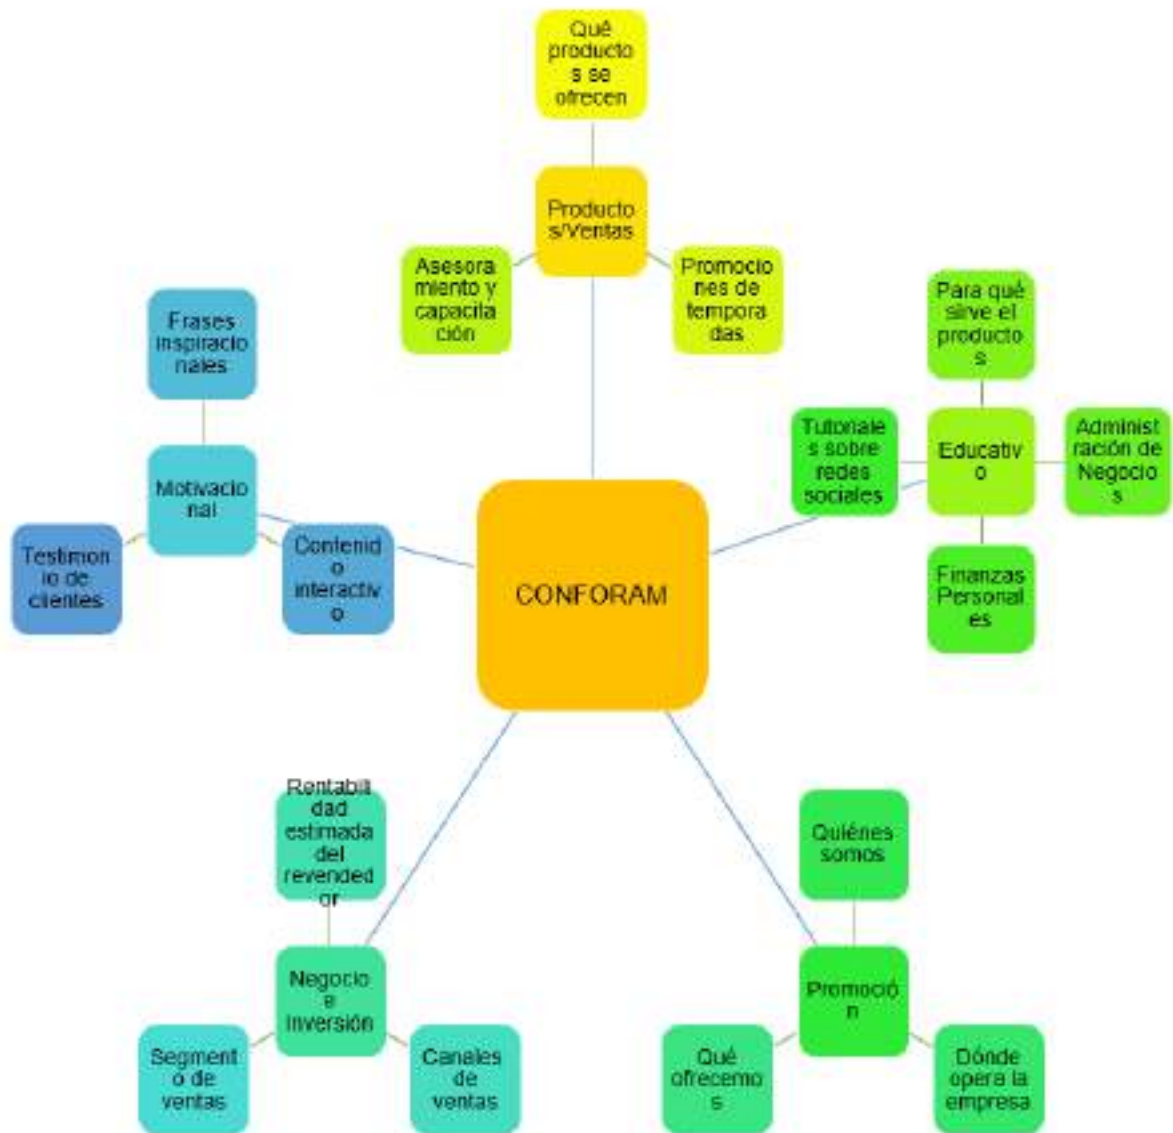 Qué
producto
s se
ofrecen
Producto
s/Ventas
Asesora
miento y
capacita
ción
Promocio
nes de
tempora
das
Para qué
sirve el
producto
s
Tutoriale
s sobre
redes
sociales
Educativ
o
Administ
ración de
Negocio
s
Finanzas
Personal
es
Frases
inspiracio
nales
Motivacio
nal
Testimon
io de
clientes
Contenid
o
interactiv
o
CONFORAM
Rentabili
dad
estimada
del
revended
or
Negocio
e
Inversión
Segment
o de
ventas
Canales
de
ventas
Quiénes
somos
Promoció
n
Qué
ofrecemo
s
Dónde
opera la
empresa